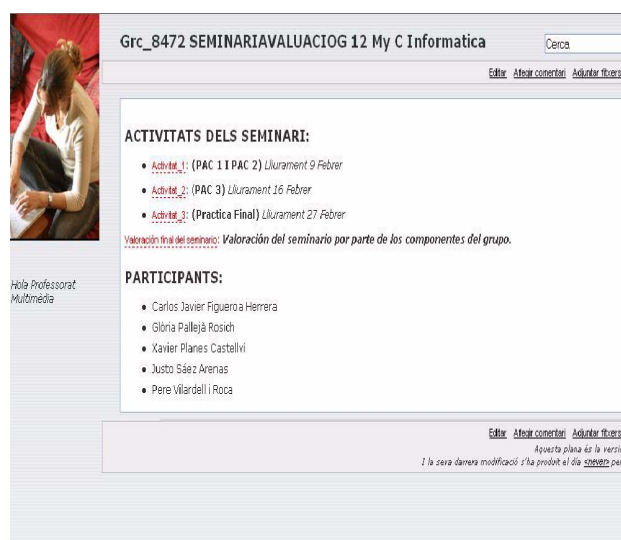 Grc_8472 SEMINARIAVALUACIOG 12 My C Informatica
Cerca
Editar Afegir comentari Adjuntar fitxers
ACTIVITATS DELS SEMINARI:
Activitat_1: (PAC 1 I PAC 2) Lliurament 9 Febrer
Activitat_2: (PAC 3) Lliurament 16 Febrer
Activitat_3: (Practica Final) Lliurament 27 Febrer
Valoración final del seminario: Valoración del seminario por parte de los componentes del grupo.
Hola Professorat
Multimèdia
PARTICIPANTS:
Carlos Javier Figueroa Herrera
Glòria Pallejà Rosich
Xavier Planes Castellví
Justo Sáez Arenas
Pere Vilardell i Roca
Editar Afegir comentari Adjuntar fitxers
Aquesta plana és la versi
I la seva darrera modificació s'ha produït el dia <never> per